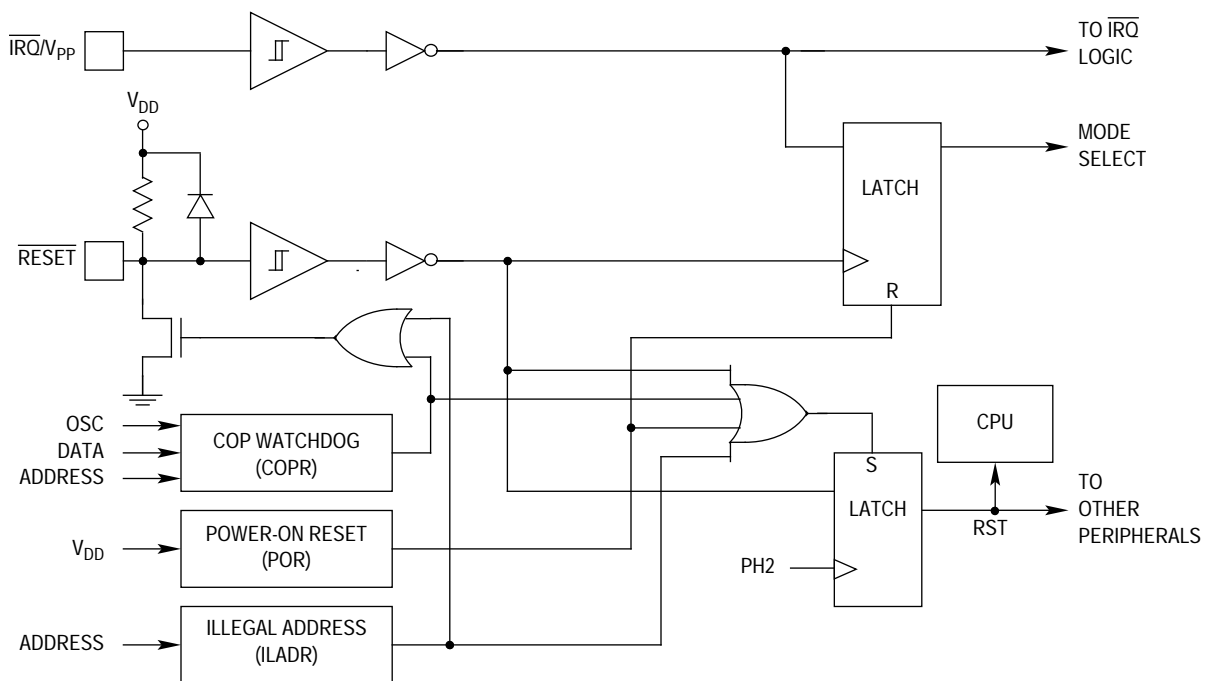 IRQ/VPP
TO IRQ
LOGIC
VDD
MODE
SELECT
LATCH
RESET
R
OSC
DATA
ADDRESS
COP WATCHDOG
(COPR)
CPU
S
LATCH
TO
OTHER
PERIPHERALS
RST
VDD
POWER-ON RESET
(POR)
PH2
ADDRESS
ILLEGAL ADDRESS
(ILADR)